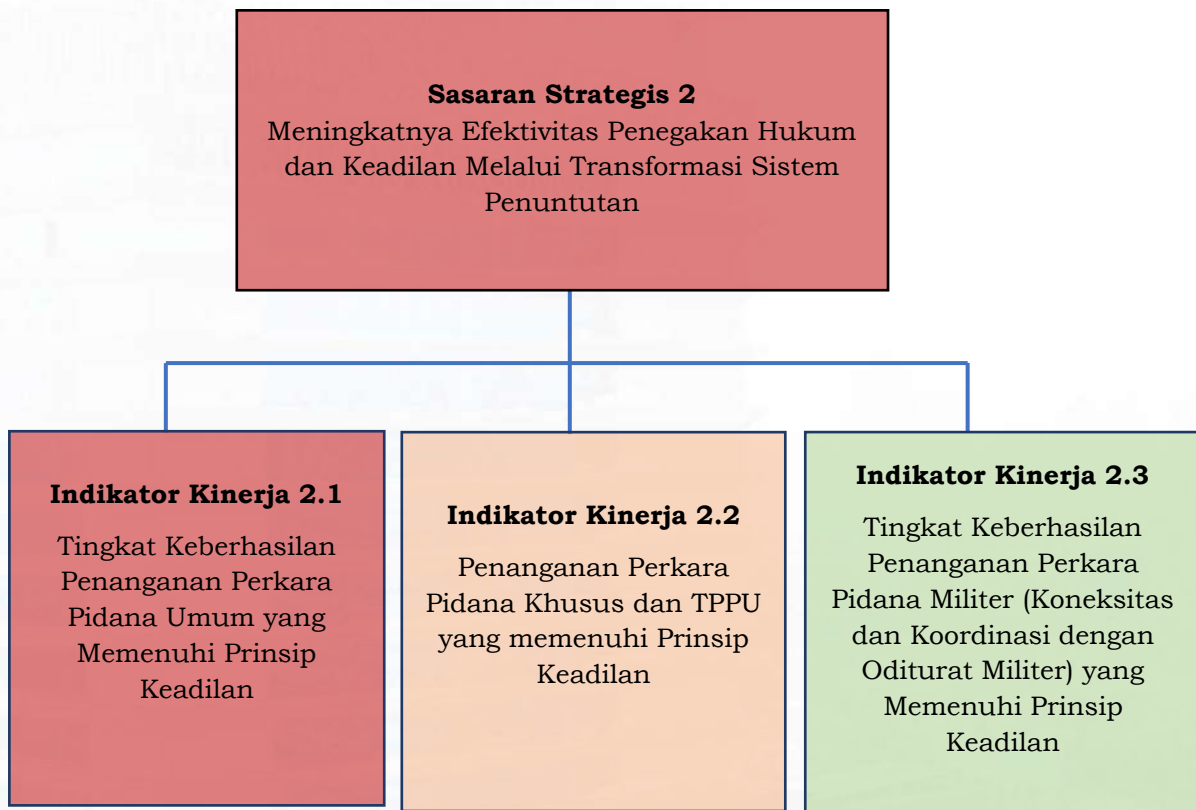 Sasaran Strategis 2
Meningkatnya Efektivitas Penegakan Hukum
dan Keadilan Melalui Transformasi Sistem
Penuntutan
Indikator Kinerja 2.1
Tingkat Keberhasilan
Penanganan Perkara
Pidana Umum yang
Memenuhi Prinsip
Keadilan
Indikator Kinerja 2.2
Penanganan Perkara
Pidana Khusus dan TPPU
yang memenuhi Prinsip
Keadilan
Indikator Kinerja 2.3
Tingkat Keberhasilan
Penanganan Perkara
Pidana Militer (Koneksitas
dan Koordinasi dengan
Oditurat Militer) yang
Memenuhi Prinsip
Keadilan